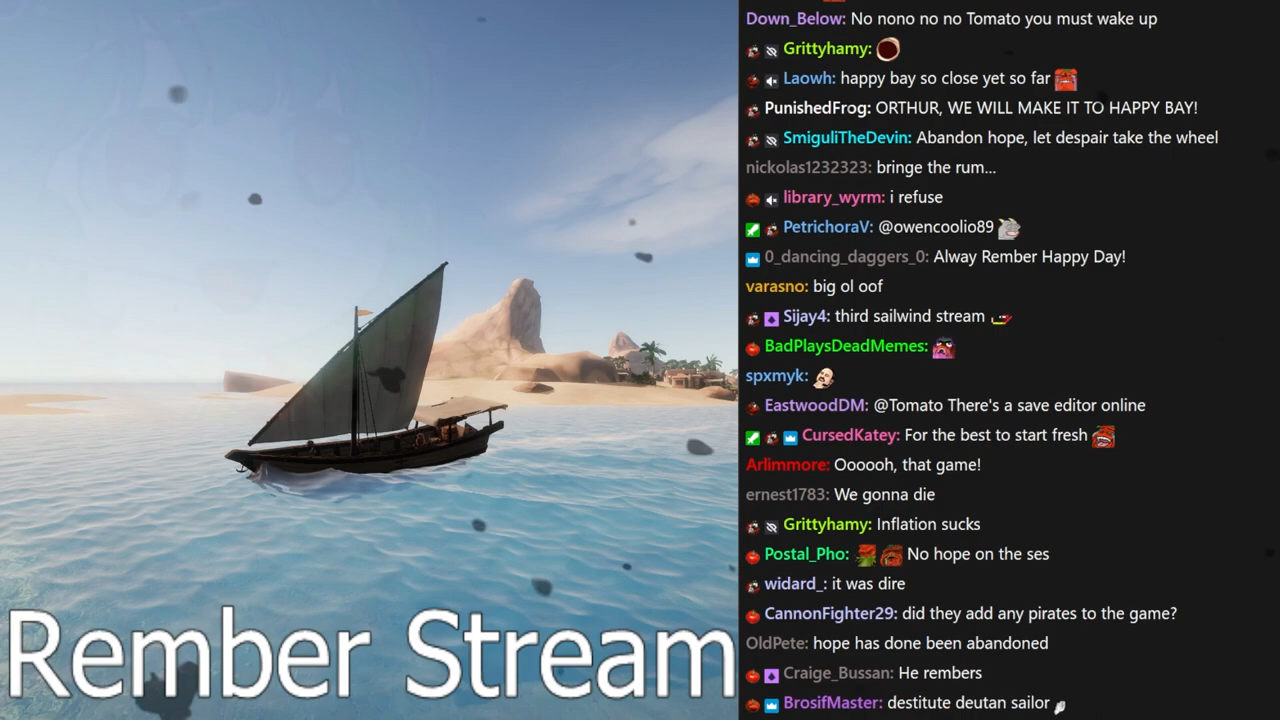 Down_Below: No nono no no Tomato you must wake up
Grittyhamy:
Laowh: happy bay so close yet so far
PunishedFrog: ORTHUR, WE WILL MAKE IT TO HAPPY BAY!
SmiguliTheDevin: Abandon hope, let despair take the wheel
nickolas1232323: bringe the rum...
library_wyrm: i refuse
PetrichoraV: @owencoolio89
0_dancing_daggers_0: Alway Rember Happy Day!
varasno: big ol oof
Sijay4: third sailwind stream
BadPlaysDeadMemes:
spxmyk:
EastwoodDM: @Tomato There's a save editor online
CursedKatey: For the best to start fresh
Arlimmore: Oooooh, that game!
ernest1783: We gonna die
Grittyhamy: Inflation sucks
Postal_Pho: No hope on the ses
widard_: it was dire
CannonFighter29: did they add any pirates to the game?
OldPete: hope has done been abandoned
Craige_Bussan: He rembers
BrosifMaster: destitute deutan sailor
Rember Stream